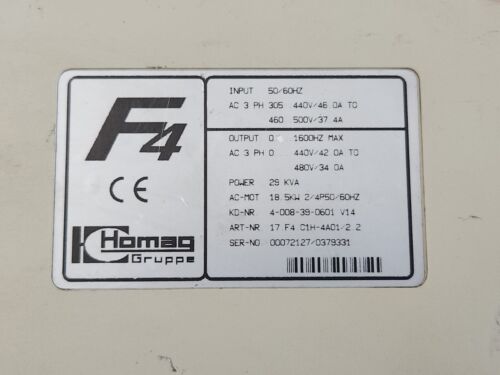 F4
CE
Homag
Gruppe
INPUT 50/60HZ
AC 3 PH 305 440V/46.0A TO
460 500V/37.4A
OUTPUT 0 1600HZ MAX
AC 3 PH 0 440V/42.0A TO
480V/34.0A
POWER 29 KVA
AC-MOT 18.5KW 2/4P50/60HZ
KD-NR 4-008-39-0601 V14
ART-NR 17 F4 C1H-4A01/2.2
SER-NO 00072127/0379331